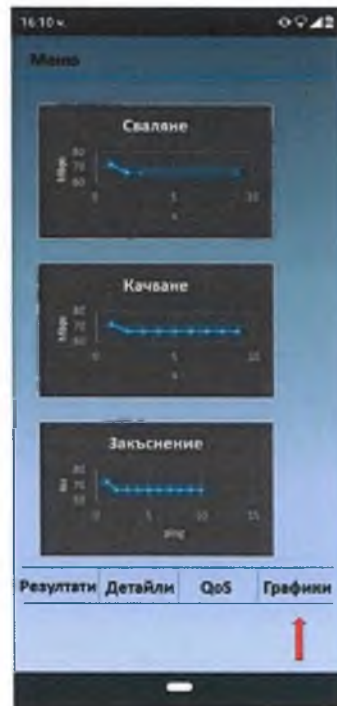 16:10 ч.
Меню
Сваляне
Mbps
80
70
60
0 5 10
s
Качване
Mbps
80
70
60
0 5 10
s
Закъснение
ms
80
70
0 5 10 15
ping
Резултати Детайли QoS Графики